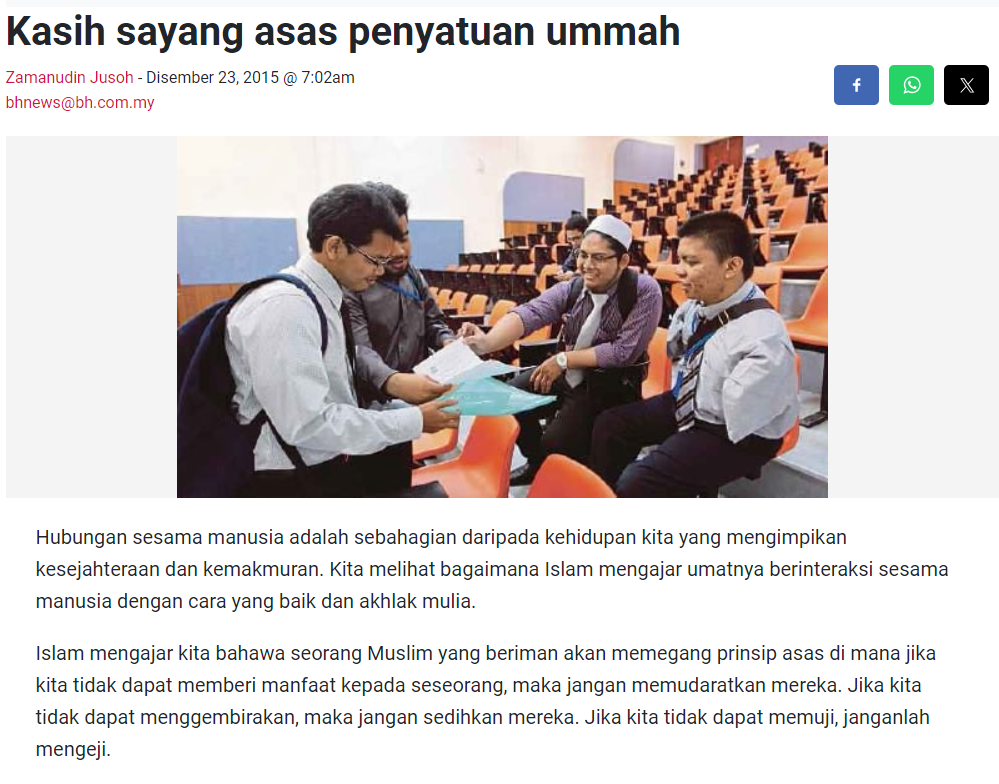 Kasih sayang asas penyatuan ummah
Zamanudin Jusoh - Disember 23, 2015 @ 7:02am
bhnews@bh.com.my
Hubungan sesama manusia adalah sebahagian daripada kehidupan kita yang mengimpikan
kesejahteraan dan kemakmuran. Kita melihat bagaimana Islam mengajar umatnya berinteraksi sesama
manusia dengan cara yang baik dan akhlak mulia.
Islam mengajar kita bahawa seorang Muslim yang beriman akan memegang prinsip asas di mana jika
kita tidak dapat memberi manfaat kepada seseorang, maka jangan memudaratkan mereka. Jika kita
tidak dapat menggembirakan, maka jangan sedihkan mereka. Jika kita tidak dapat memuji, janganlah
mengeji.